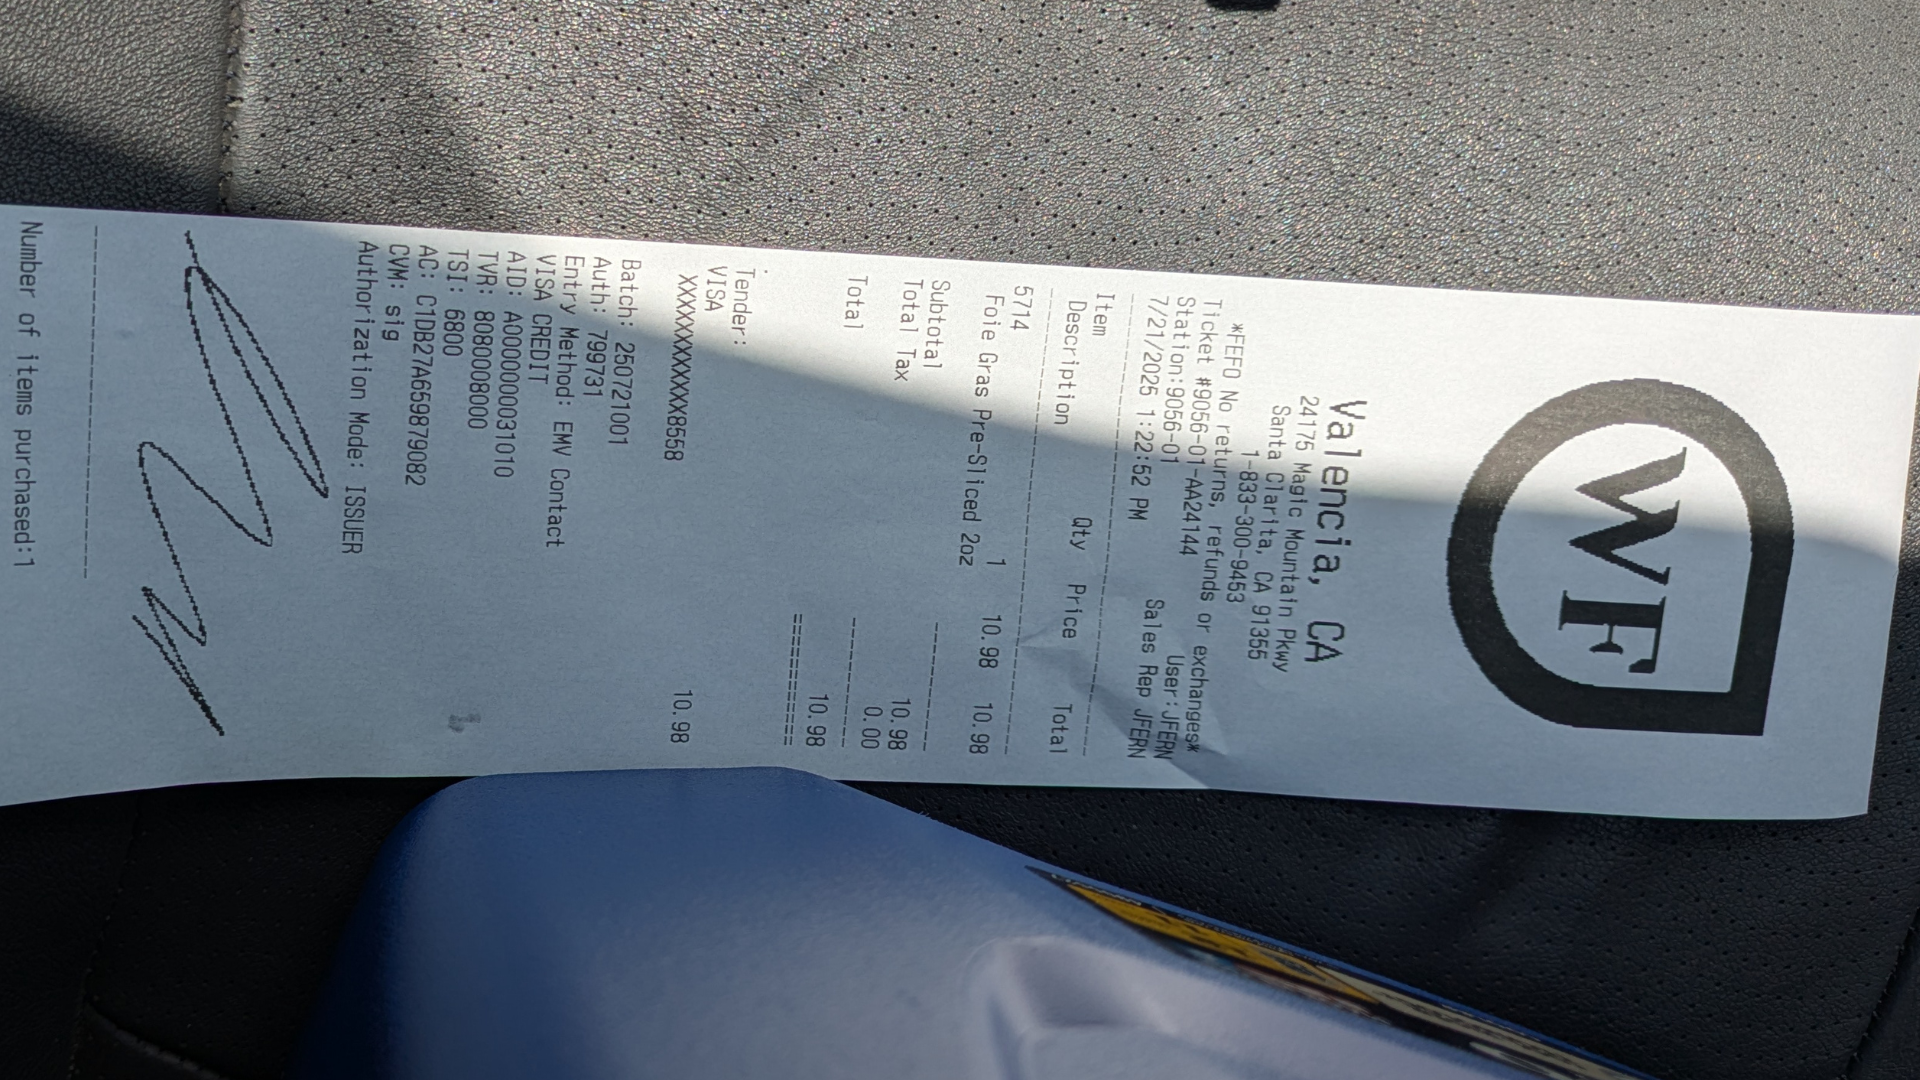 WF
Valencia, CA
24175 Magic Mountain Pkwy
Santa Clarita, CA 91355
1-833-300-9453
*FEFO No returns, refunds or exchanges*
Ticket #9056-01-AA24144 User:JFERN
Station:9056-01 Sales Rep JFERN
7/21/2025 1:22:52 PM
Item
Description Qty Price Total
5714 1 10.98 10.98
Foie Gras Pre-Sliced 2oz
Subtotal 10.98
Total Tax 0.00
Total 10.98
Tender:
VISA 10.98
XXXXXXXXXXXX8558
Batch: 250721001
Auth: 799731
Entry Method: EMV Contact
VISA CREDIT
AID: A0000000031010
TVR: 8080008000
TSI: 6800
AC: C1DB27A659879082
CVM: sig
Authorization Mode: ISSUER
Number of items purchased:1